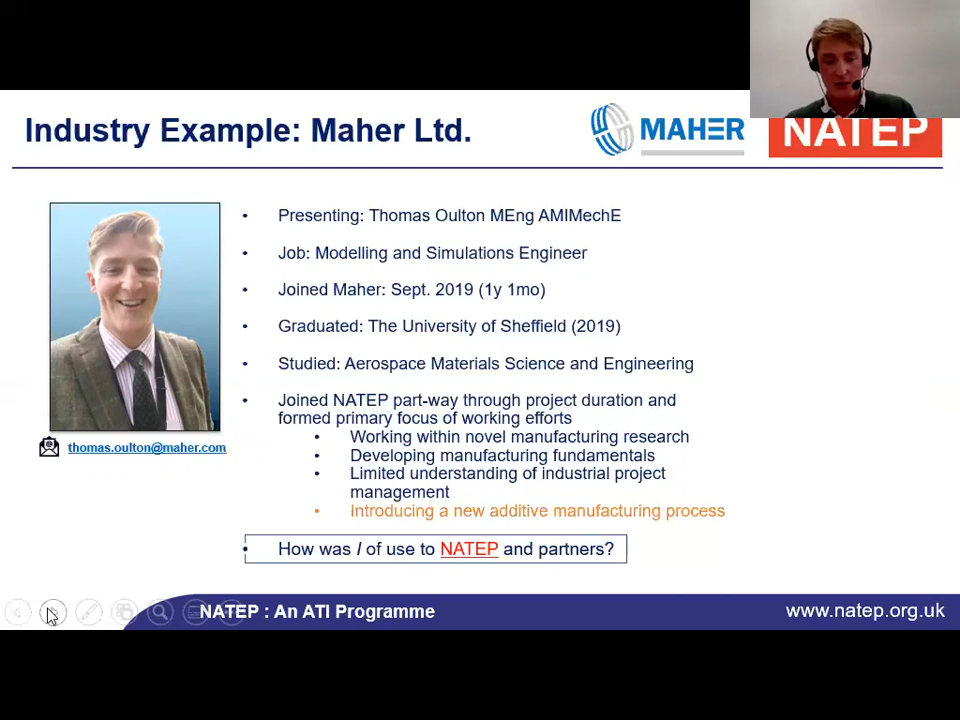 Industry Example: Maher Ltd.
MAHER
NATEP
• Presenting: Thomas Oulton MEng AMIMechE
• Job: Modelling and Simulations Engineer
• Joined Maher: Sept. 2019 (1y 1mo)
• Graduated: The University of Sheffield (2019)
• Studied: Aerospace Materials Science and Engineering
• Joined NATEP part-way through project duration and
formed primary focus of working efforts
• Working within novel manufacturing research
• Developing manufacturing fundamentals
• Limited understanding of industrial project
management
• Introducing a new additive manufacturing process
thomas.oulton@maher.com
• How was I of use to NATEP and partners?
NATEP : An ATI Programme
www.natep.org.uk